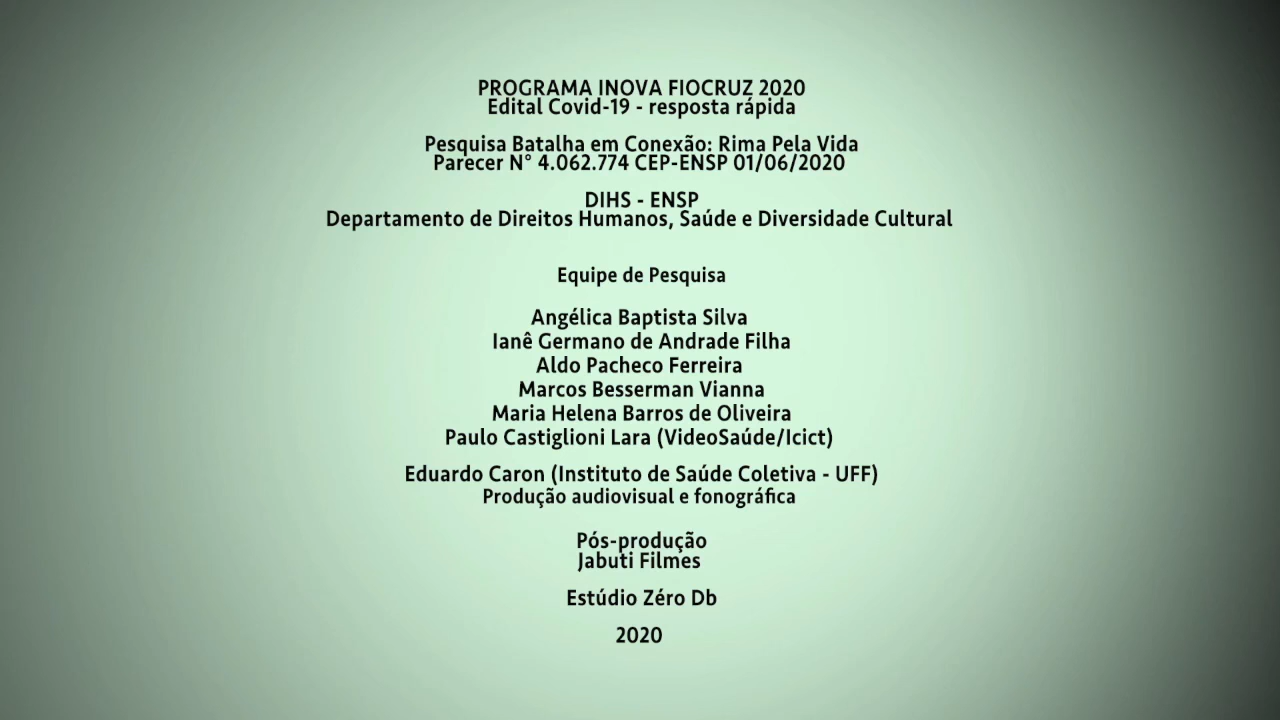 PROGRAMA INOVA FIOCRUZ 2020
Edital Covid-19 - resposta rápida
Pesquisa Batalha em Conexão: Rima Pela Vida
Parecer N° 4.062.774 CEP-ENSP 01/06/2020
DIHS - ENSP
Departamento de Direitos Humanos, Saúde e Diversidade Cultural
Equipe de Pesquisa
Angélica Baptista Silva
Ianê Germano de Andrade Filha
Aldo Pacheco Ferreira
Marcos Besserman Vianna
Maria Helena Barros de Oliveira
Paulo Castiglioni Lara (VideoSaúde/Icict)
Eduardo Caron (Instituto de Saúde Coletiva - UFF)
Produção audiovisual e fonográfica
Pós-produção
Jabuti Filmes
Estúdio Zéro Db
2020